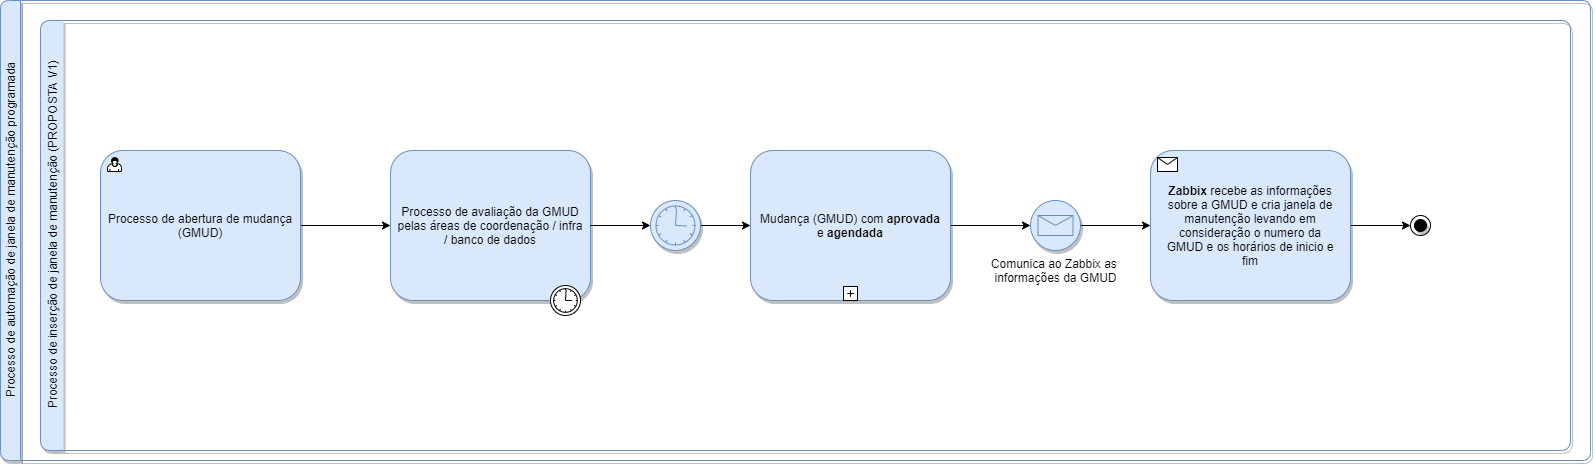 Processo de automação de janela de manutenção programada
Processo de inserção de janela de manutenção (PROPOSTA V1)
Processo de abertura de mudança
(GMUD)
Processo de avaliação da GMUD
pelas áreas de coordenação / infra
/ banco de dados
Mudança (GMUD) com aprovada
e agendada
Comunica ao Zabbix as
informações da GMUD
Zabbix recebe as informações
sobre a GMUD e cria janela de
manutenção levando em
consideração o numero da
GMUD e os horários de inicio e
fim